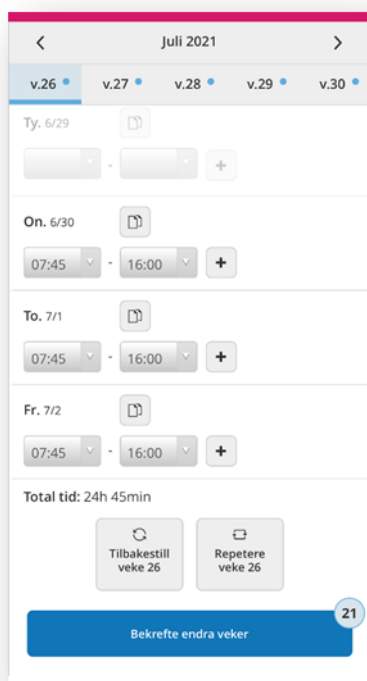 Juli 2021
v.26 v.27 v.28 v.29 v.30
Ty. 6/29
-
+
On. 6/30
07:45 - 16:00 +
To. 7/1
07:45 - 16:00 +
Fr. 7/2
07:45 - 16:00 +
Total tid: 24h 45min
Tilbakestill
veke 26
Repetere
veke 26
21
Bekrefte endra veker